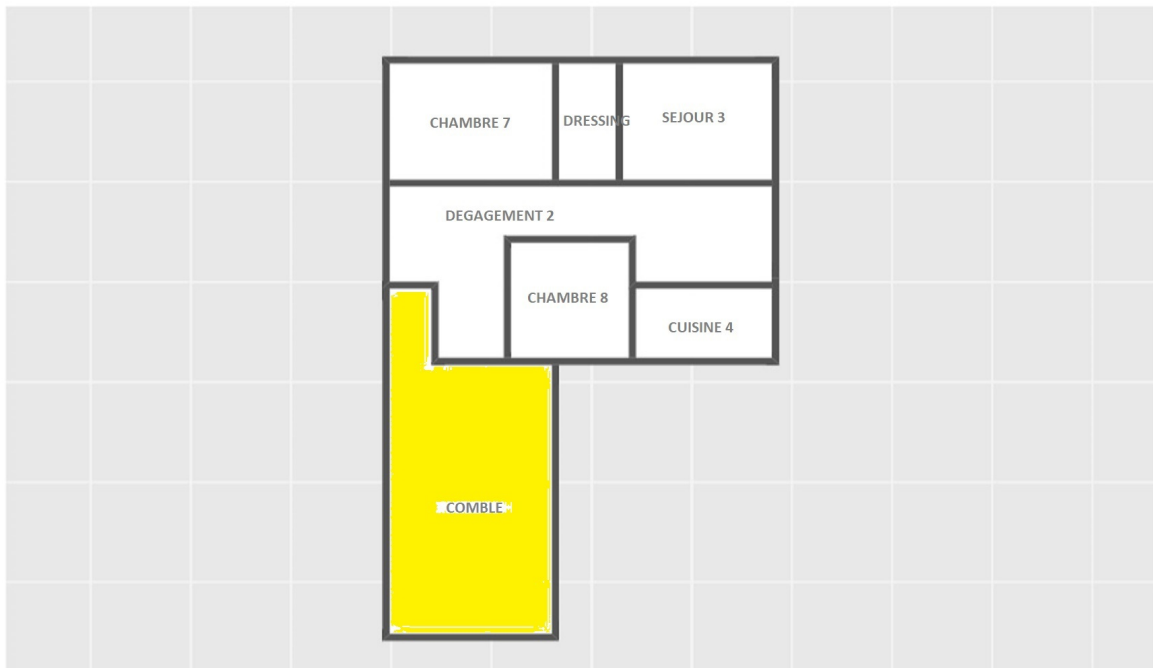 CHAMBRE 7
DRESSING
SEJOUR 3
DEGAGEMENT 2
CHAMBRE 8
CUISINE 4
COMBLE